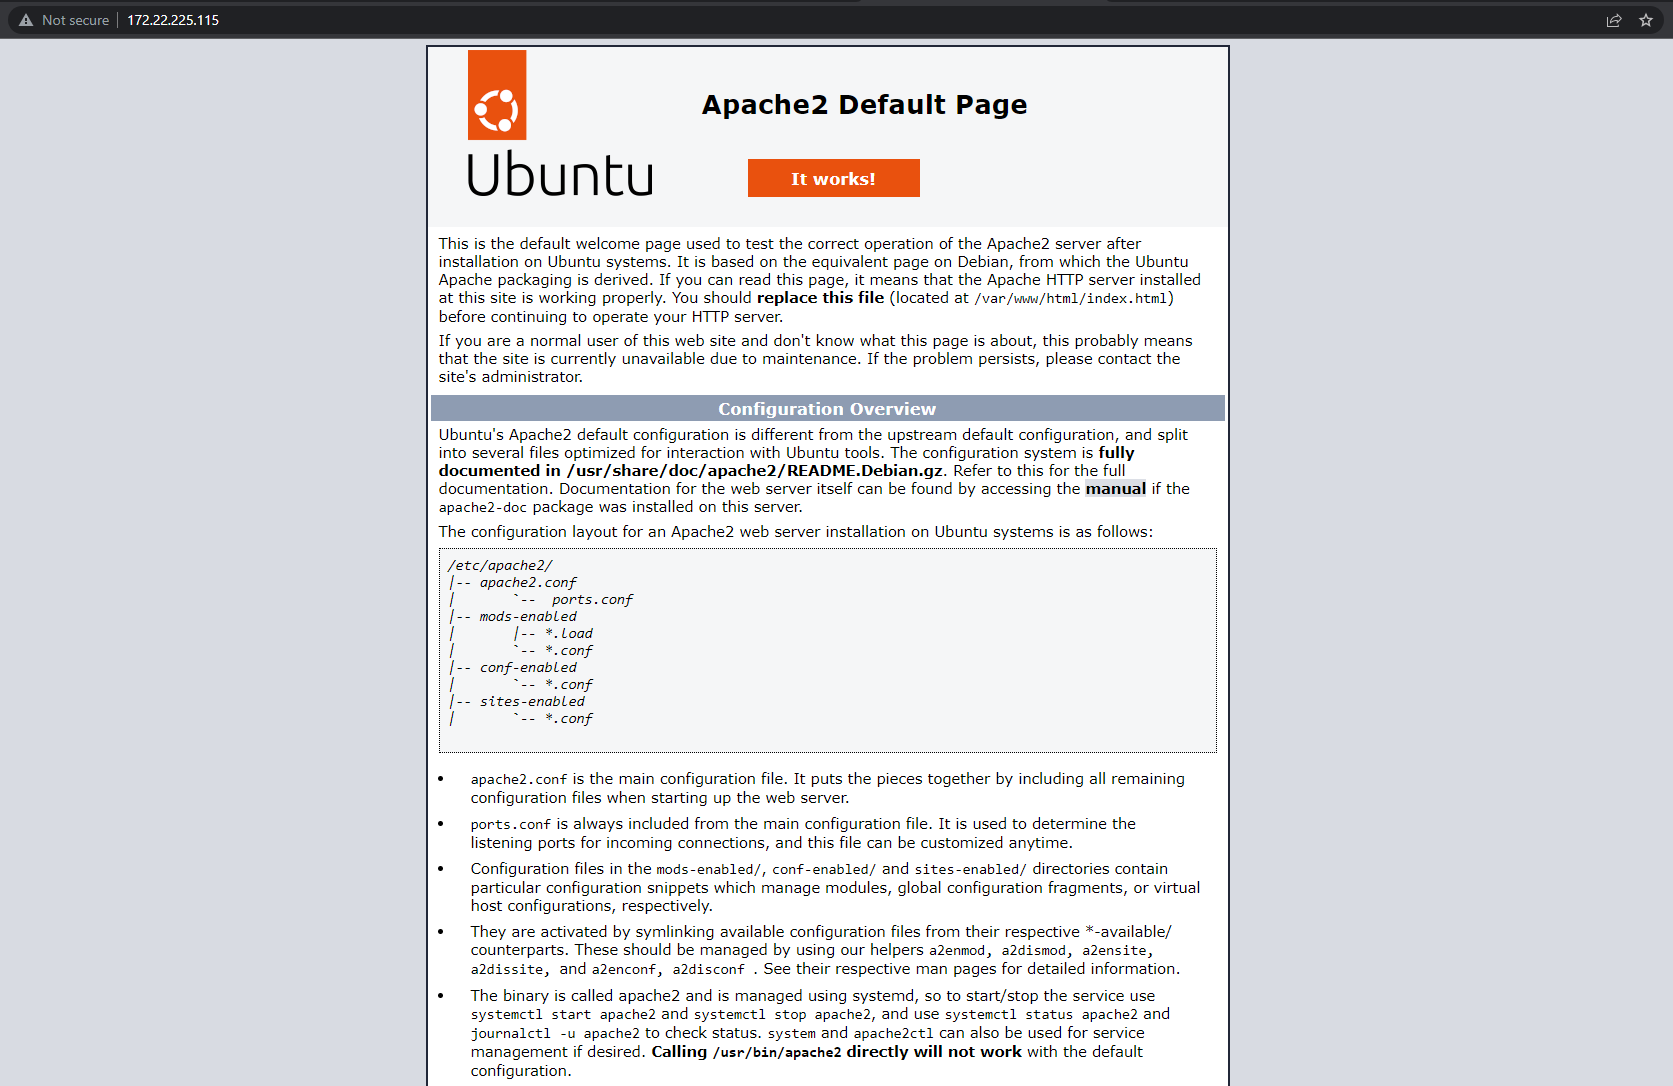 Not secure 172.22.225.115
Apache2 Default Page
Ubuntu
It works!
This is the default welcome page used to test the correct operation of the Apache2 server after
installation on Ubuntu systems. It is based on the equivalent page on Debian, from which the Ubuntu
Apache packaging is derived. If you can read this page, it means that the Apache HTTP server installed
at this site is working properly. You should replace this file (located at /var/www/html/index.html)
before continuing to operate your HTTP server.
If you are a normal user of this web site and don't know what this page is about, this probably means
that the site is currently unavailable due to maintenance. If the problem persists, please contact the
site's administrator.
Configuration Overview
Ubuntu's Apache2 default configuration is different from the upstream default configuration, and split
into several files optimized for interaction with Ubuntu tools. The configuration system is fully
documented in /usr/share/doc/apache2/README.Debian.gz. Refer to this for the full
documentation. Documentation for the web server itself can be found by accessing the manual if the
apache2-doc package was installed on this server.
The configuration layout for an Apache2 web server installation on Ubuntu systems is as follows:
/etc/apache2/
|-- apache2.conf
|       `--  ports.conf
|-- mods-enabled
|       |-- *.load
|       `-- *.conf
|-- conf-enabled
|       `-- *.conf
|-- sites-enabled
|       `-- *.conf
• apache2.conf is the main configuration file. It puts the pieces together by including all remaining
configuration files when starting up the web server.
• ports.conf is always included from the main configuration file. It is used to determine the
listening ports for incoming connections, and this file can be customized anytime.
• Configuration files in the mods-enabled/, conf-enabled/ and sites-enabled/ directories contain
particular configuration snippets which manage modules, global configuration fragments, or virtual
host configurations, respectively.
• They are activated by symlinking available configuration files from their respective *-available/
counterparts. These should be managed by using our helpers a2enmod, a2dismod, a2ensite,
a2dissite, and a2enconf, a2disconf . See their respective man pages for detailed information.
• The binary is called apache2 and is managed using systemd, so to start/stop the service use
systemctl start apache2 and systemctl stop apache2, and use systemctl status apache2 and
journalctl -u apache2 to check status. system and apache2ctl can also be used for service
management if desired. Calling /usr/bin/apache2 directly will not work with the default
configuration.